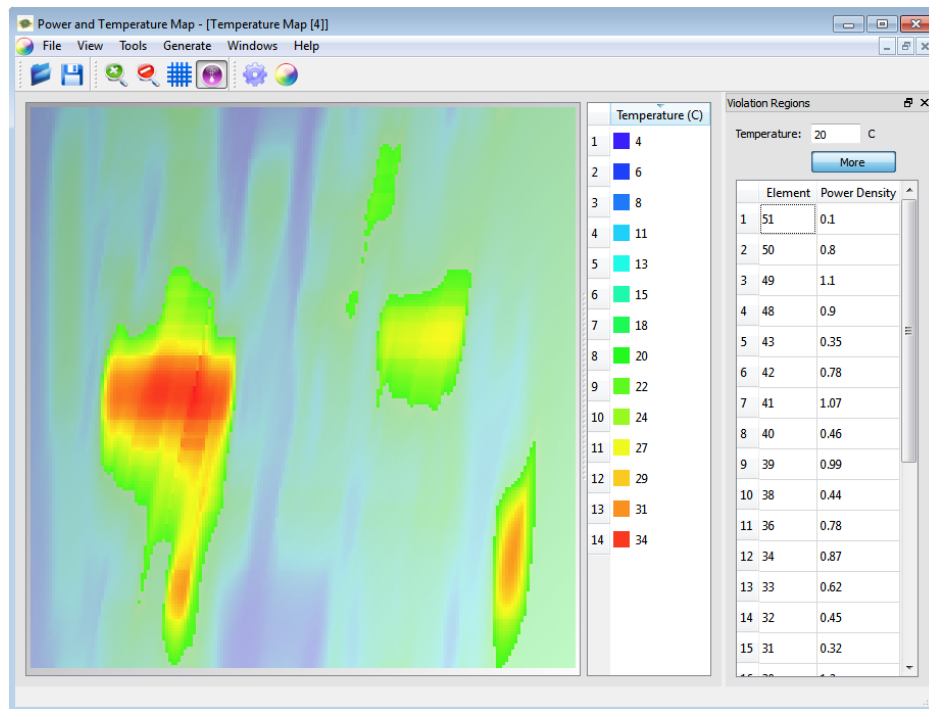 Power and Temperature Map - [Temperature Map [4]]
File View Tools Generate Windows Help
Temperature (C)
1 4
2 6
3 8
4 11
5 13
6 15
7 18
8 20
9 22
10 24
11 27
12 29
13 31
14 34
Violation Regions
Temperature: 20 C
More
Element Power Density
1 51 0.1
2 50 0.8
3 49 1.1
4 48 0.9
5 43 0.35
6 42 0.78
7 41 1.07
8 40 0.46
9 39 0.99
10 38 0.44
11 36 0.78
12 34 0.87
13 33 0.62
14 32 0.45
15 31 0.32